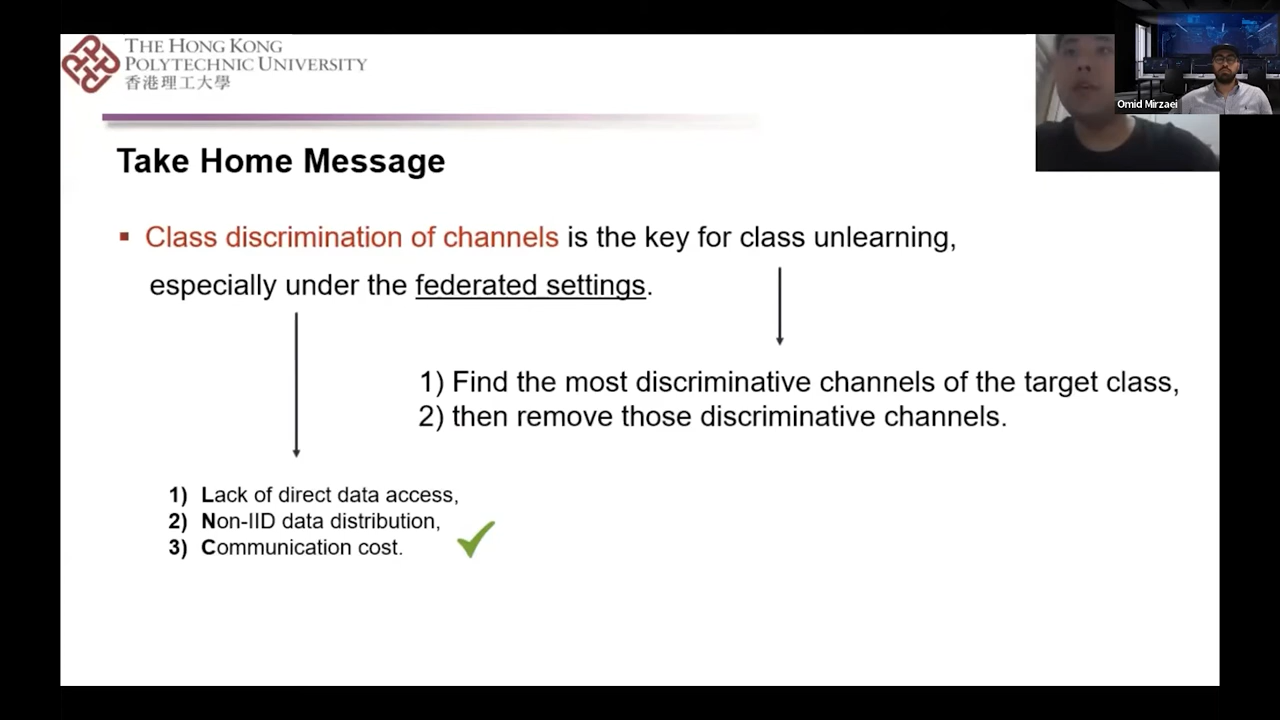 THE HONG KONG
POLYTECHNIC UNIVERSITY
香港理工大學
Omid Mirzaei
Take Home Message
▪ Class discrimination of channels is the key for class unlearning,
especially under the federated settings.
1) Find the most discriminative channels of the target class,
2) then remove those discriminative channels.
1) Lack of direct data access,
2) Non-IID data distribution,
3) Communication cost.